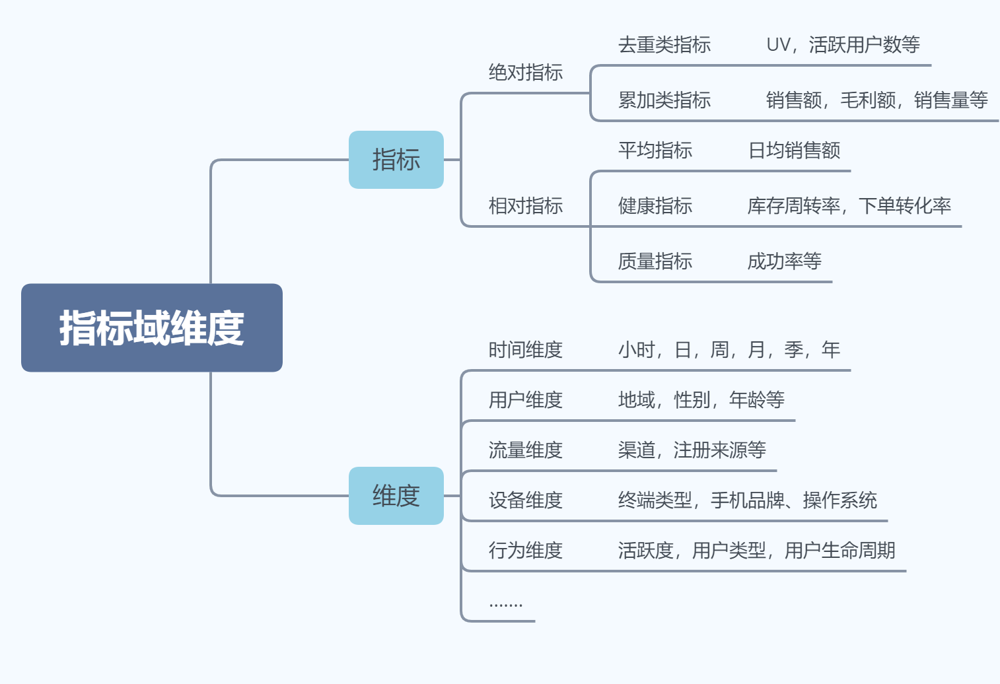 去重类指标 UV，活跃用户数等
绝对指标
累加类指标 销售额，毛利额，销售量等
指标
平均指标 日均销售额
相对指标
健康指标 库存周转率，下单转化率
质量指标 成功率等
指标域维度
时间维度 小时，日，周，月，季，年
用户维度 地域，性别，年龄等
流量维度 渠道，注册来源等
维度
设备维度 终端类型，手机品牌、操作系统
行为维度 活跃度，用户类型，用户生命周期
.......